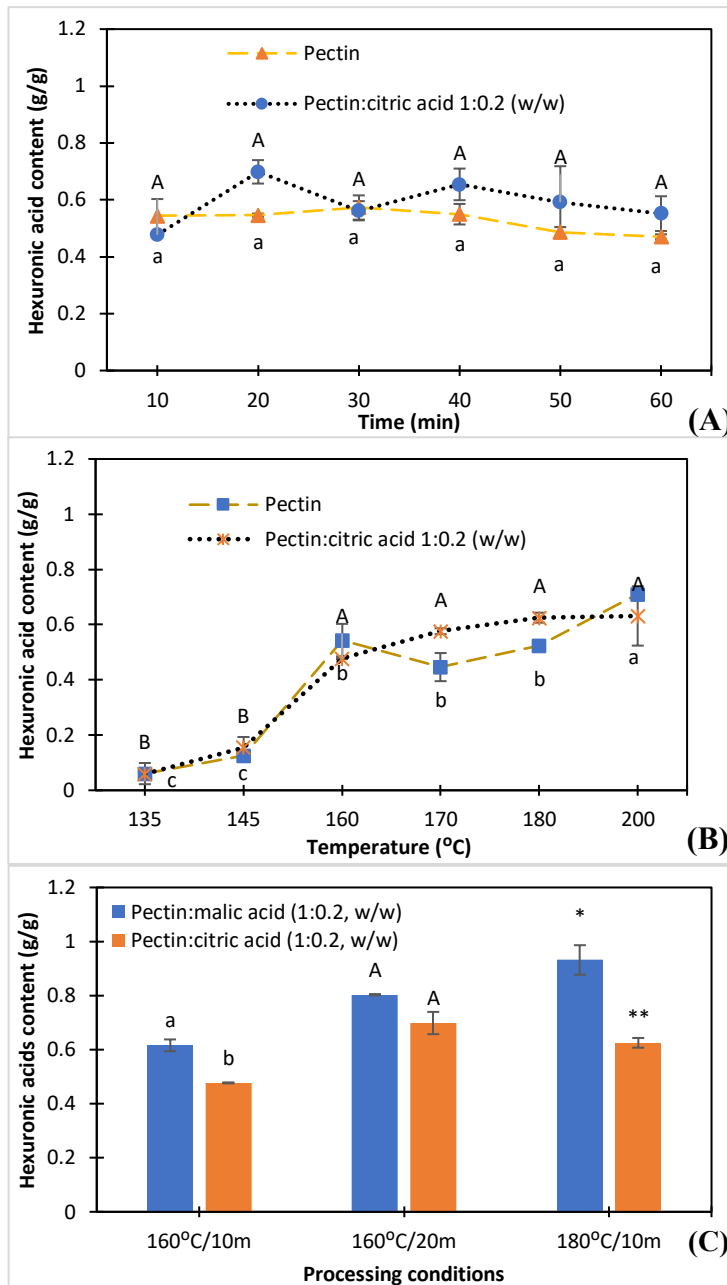 1.2
1
0.8
0.6
0.4
0.2
0
Hexuronic acid content (g/g)
Pectin
Pectin:citric acid 1:0.2 (w/w)
A A A A A A
a a a a a a
10 20 30 40 50 60
Time (min)
(A)
1.2
1
0.8
0.6
0.4
0.2
0
Hexuronic acid content (g/g)
Pectin
Pectin:citric acid 1:0.2 (w/w)
B B A A A A
c c b b b a
135 145 160 170 180 200
Temperature (°C)
(B)
1.2
1
0.8
0.6
0.4
0.2
0
Hexuronic acids content (g/g)
Pectin:malic acid (1:0.2, w/w)
Pectin:citric acid (1:0.2, w/w)
a b A A * **
160°C/10m 160°C/20m 180°C/10m
Processing conditions
(C)